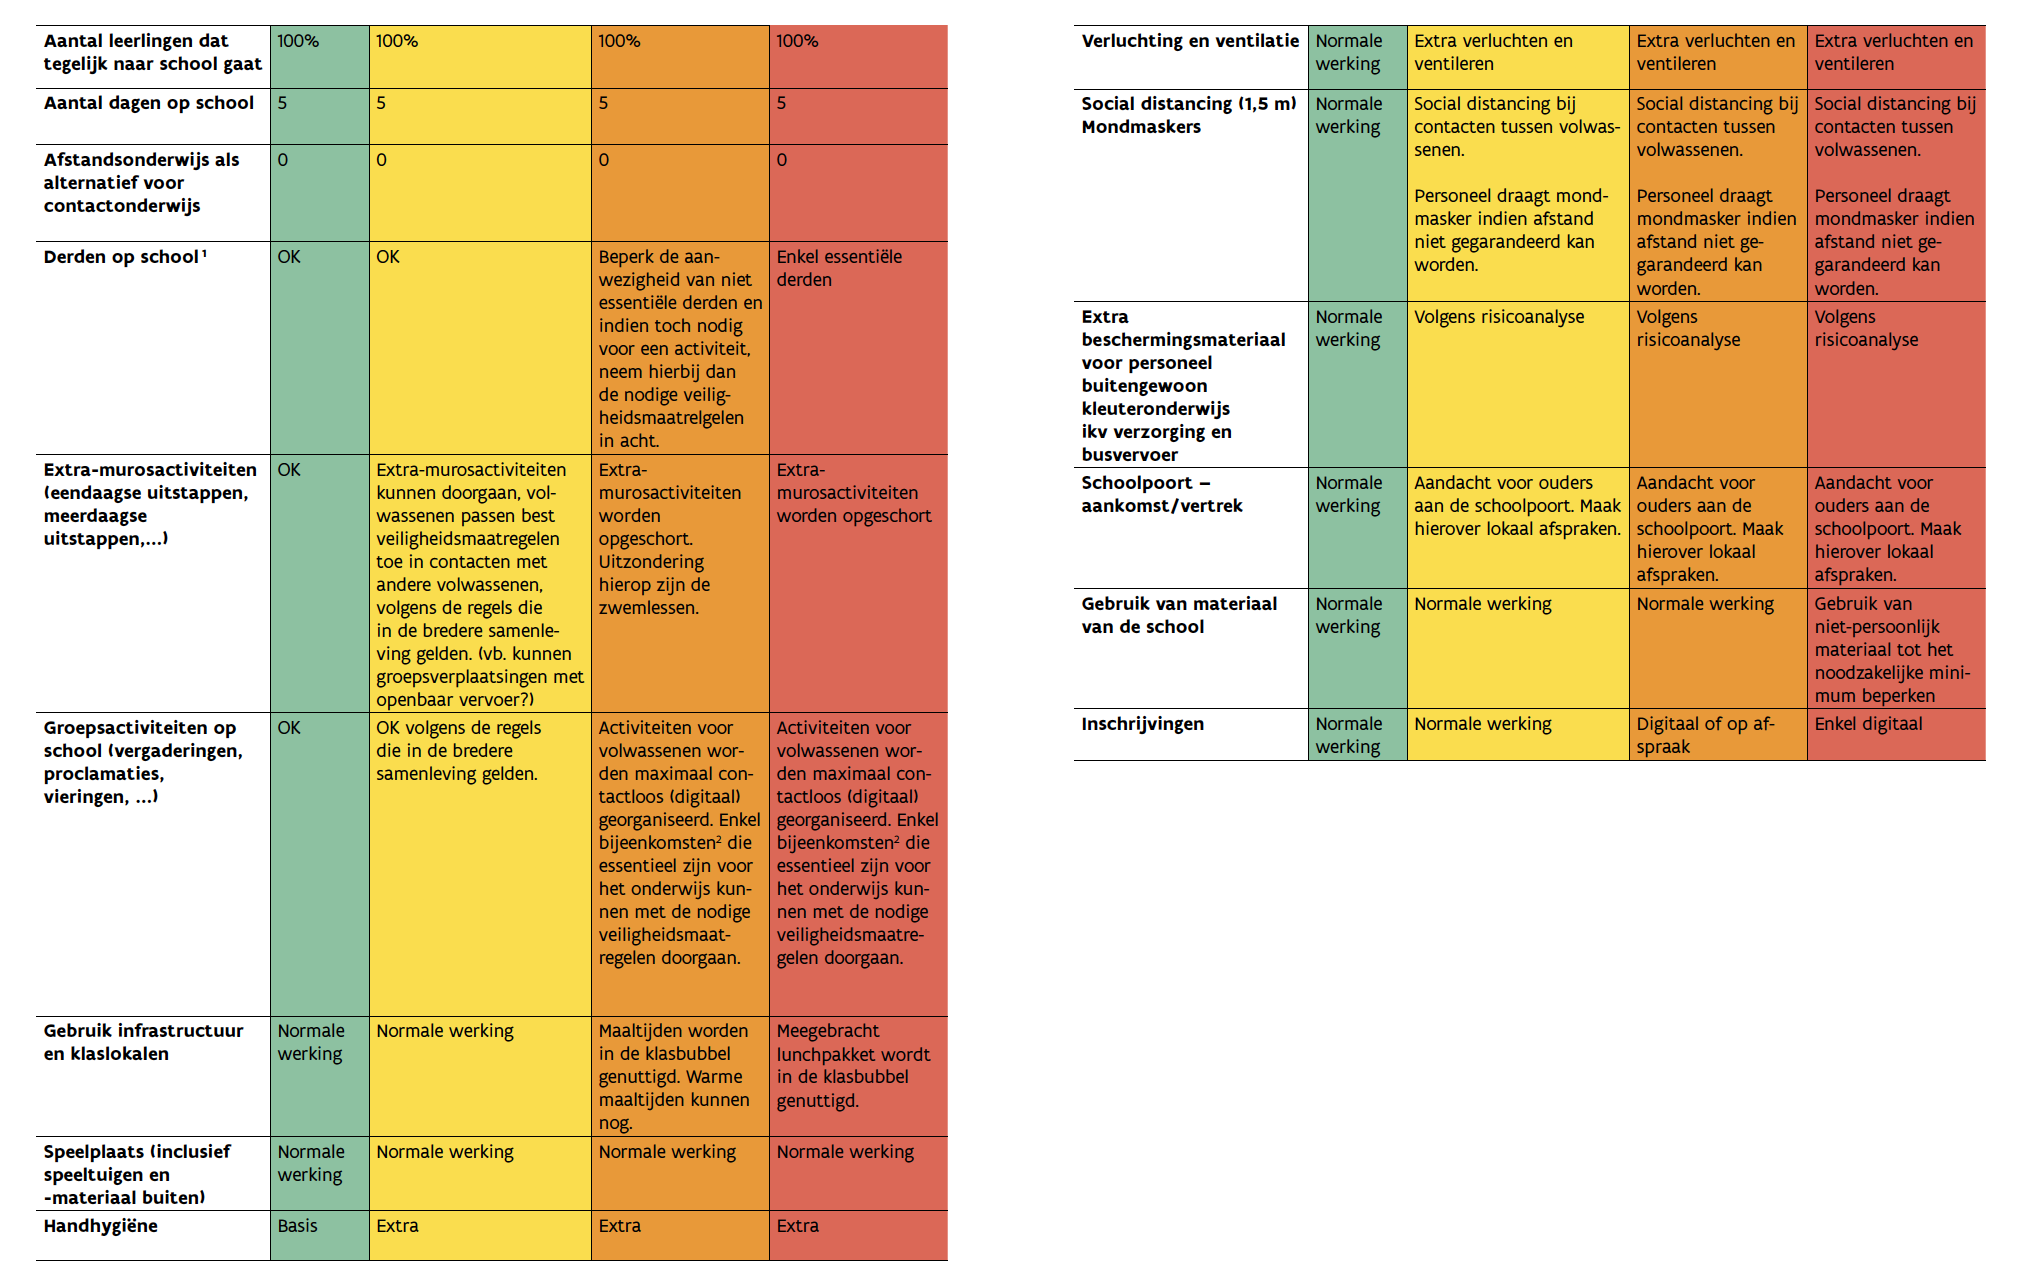 Aantal leerlingen dat
tegelijk naar school gaat
100%
100%
100%
100%
Aantal dagen op school
5
5
5
5
Afstandsonderwijs als
alternatief voor
contactonderwijs
0
0
0
0
Derden op school¹
OK
OK
Beperk de aan-
wezigheid van niet
essentiële derden en
indien toch nodig
voor een activiteit,
neem hierbij dan
de nodige veilig-
heidsmaatrelgelen
in acht.
Enkel essentiële
derden
Extra-murosactiviteiten
(eendaagse uitstappen,
meerdaagse
uitstappen,...)
OK
Extra-murosactiviteiten
kunnen doorgaan, vol-
wassenen passen best
veiligheidsmaatregelen
toe in contacten met
andere volwassenen,
volgens de regels die
in de bredere samenle-
ving gelden. (vb. kunnen
groepsverplaatsingen met
openbaar vervoer?)
Extra-
murosactiviteiten
worden
opgeschort.
Uitzondering
hierop zijn de
zwemlessen.
Extra-
murosactiviteiten
worden opgeschort
Groepsactiviteiten op
school (vergaderingen,
proclamaties,
vieringen, ...)
OK
OK volgens de regels
die in de bredere
samenleving gelden.
Activiteiten voor
volwassenen wor-
den maximaal con-
tactloos (digitaal)
georganiseerd. Enkel
bijeenkomsten² die
essentieel zijn voor
het onderwijs kun-
nen met de nodige
veiligheidsmaat-
regelen doorgaan.
Activiteiten voor
volwassenen wor-
den maximaal con-
tactloos (digitaal)
georganiseerd. Enkel
bijeenkomsten² die
essentieel zijn voor
het onderwijs kun-
nen met de nodige
veiligheidsmaatre-
gelen doorgaan.
Gebruik infrastructuur
en klaslokalen
Normale
werking
Normale werking
Maaltijden worden
in de klasbubbel
genuttigd. Warme
maaltijden kunnen
nog.
Meegebracht
lunchpakket wordt
in de klasbubbel
genuttigd.
Speelplaats (inclusief
speeltuigen en
-materiaal buiten)
Normale
werking
Normale werking
Normale werking
Normale werking
Handhygiëne
Basis
Extra
Extra
Extra
Verluchting en ventilatie
Normale
werking
Extra verluchten en
ventileren
Extra verluchten en
ventileren
Extra verluchten en
ventileren
Social distancing (1,5 m)
Mondmaskers
Normale
werking
Social distancing bij
contacten tussen volwas-
senen.
Personeel draagt mond-
masker indien afstand
niet gegarandeerd kan
worden.
Social distancing bij
contacten tussen
volwassenen.
Personeel draagt
mondmasker indien
afstand niet ge-
garandeerd kan
worden.
Social distancing bij
contacten tussen
volwassenen.
Personeel draagt
mondmasker indien
afstand niet ge-
garandeerd kan
worden.
Extra
beschermingsmateriaal
voor personeel
buitengewoon
kleuteronderwijs
ikv verzorging en
busvervoer
Normale
werking
Volgens risicoanalyse
Volgens
risicoanalyse
Volgens
risicoanalyse
Schoolpoort –
aankomst/vertrek
Normale
werking
Aandacht voor ouders
aan de schoolpoort. Maak
hierover lokaal afspraken.
Aandacht voor
ouders aan de
schoolpoort. Maak
hierover lokaal
afspraken.
Aandacht voor
ouders aan de
schoolpoort. Maak
hierover lokaal
afspraken.
Gebruik van materiaal
van de school
Normale
werking
Normale werking
Normale werking
Gebruik van
niet-persoonlijk
materiaal tot het
noodzakelijke mini-
mum beperken
Inschrijvingen
Normale
werking
Normale werking
Digitaal of op af-
spraak
Enkel digitaal